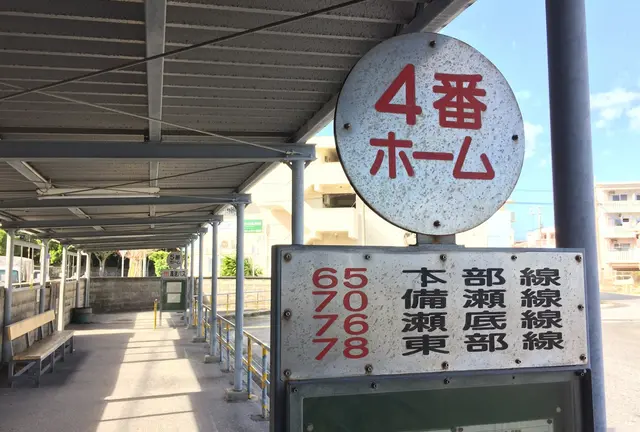 4番
ホーム
65 本部線
70 備瀬線
76 瀬底線
78 東部線